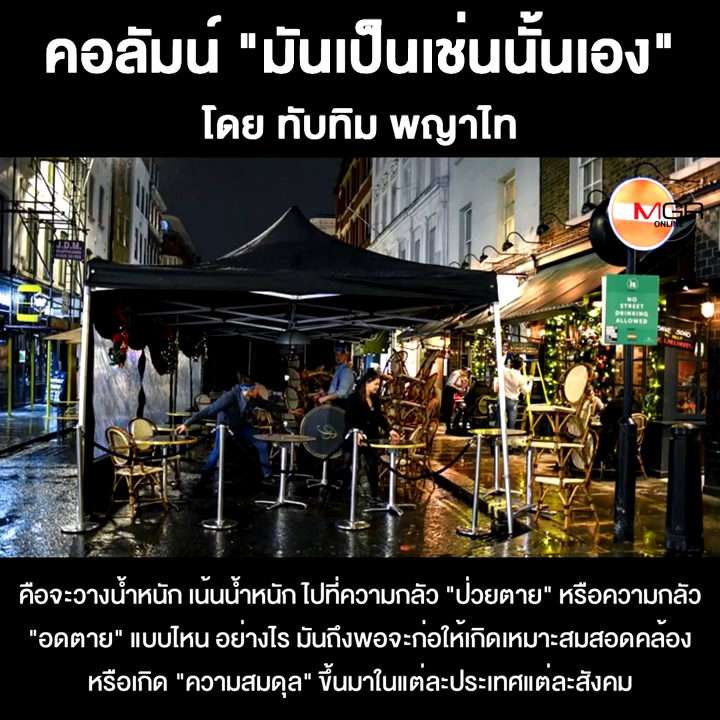 คอลัมน์ "มันเป็นเช่นนั้นเอง"
โดย ทับทิม พญาไท
MGR
ONLINE
J.D.M.
NO
STREET
DRINKING
ALLOWED
คือจะวางน้ำหนัก เน้นน้ำหนัก ไปที่ความกลัว "ป่วยตาย" หรือความกลัว
"อดตาย" แบบไหน อย่างไร มันถึงพอจะก่อให้เกิดเหมาะสมสอดคล้อง
หรือเกิด "ความสมดุล" ขึ้นมาในแต่ละประเทศแต่ละสังคม